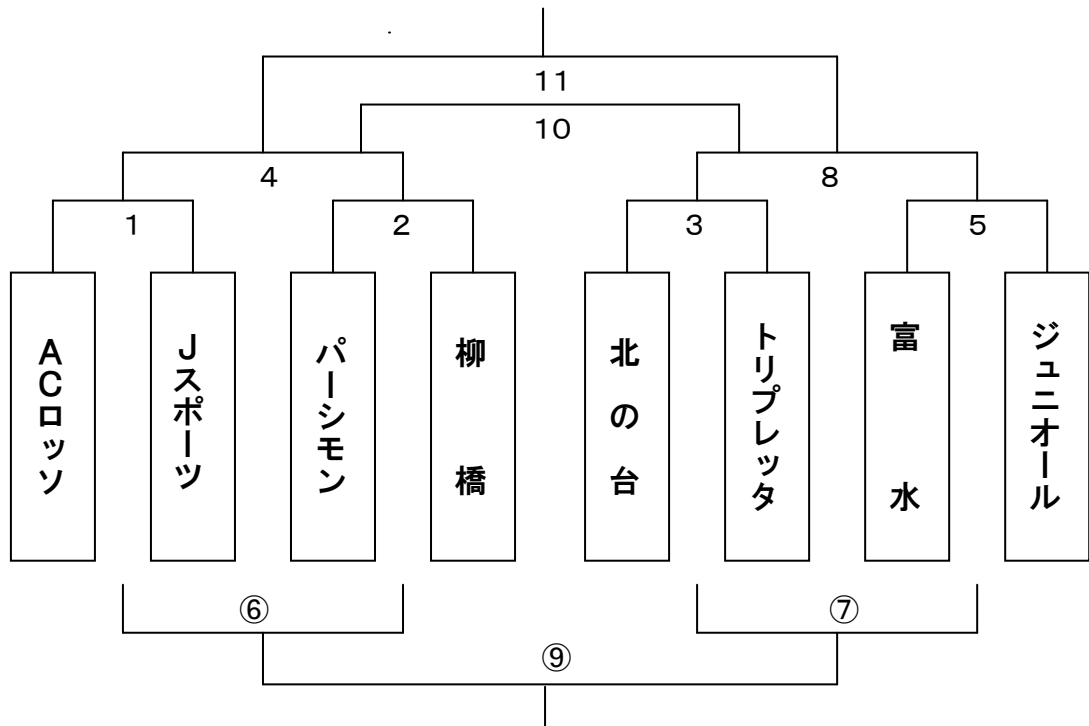 11
10
4
8
1
2
3
5
ACロッソ
Jスポーツ
パーシモン
柳橋
北の台
トリプレッタ
富水
ジュニオール
⑥
⑦
⑨